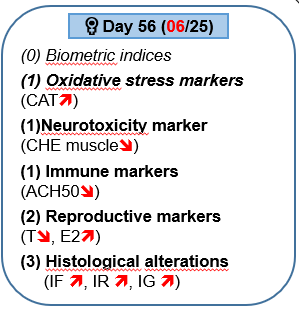 Day 56 (06/25)
(0) Biometric indices
(1) Oxidative stress markers
(CAT↗)
(1)Neurotoxicity marker
(CHE muscle↘)
(1) Immune markers
(ACH50↘)
(2) Reproductive markers
(T↘, E2↗)
(3) Histological alterations
(IF ↗, IR ↗, IG ↗)